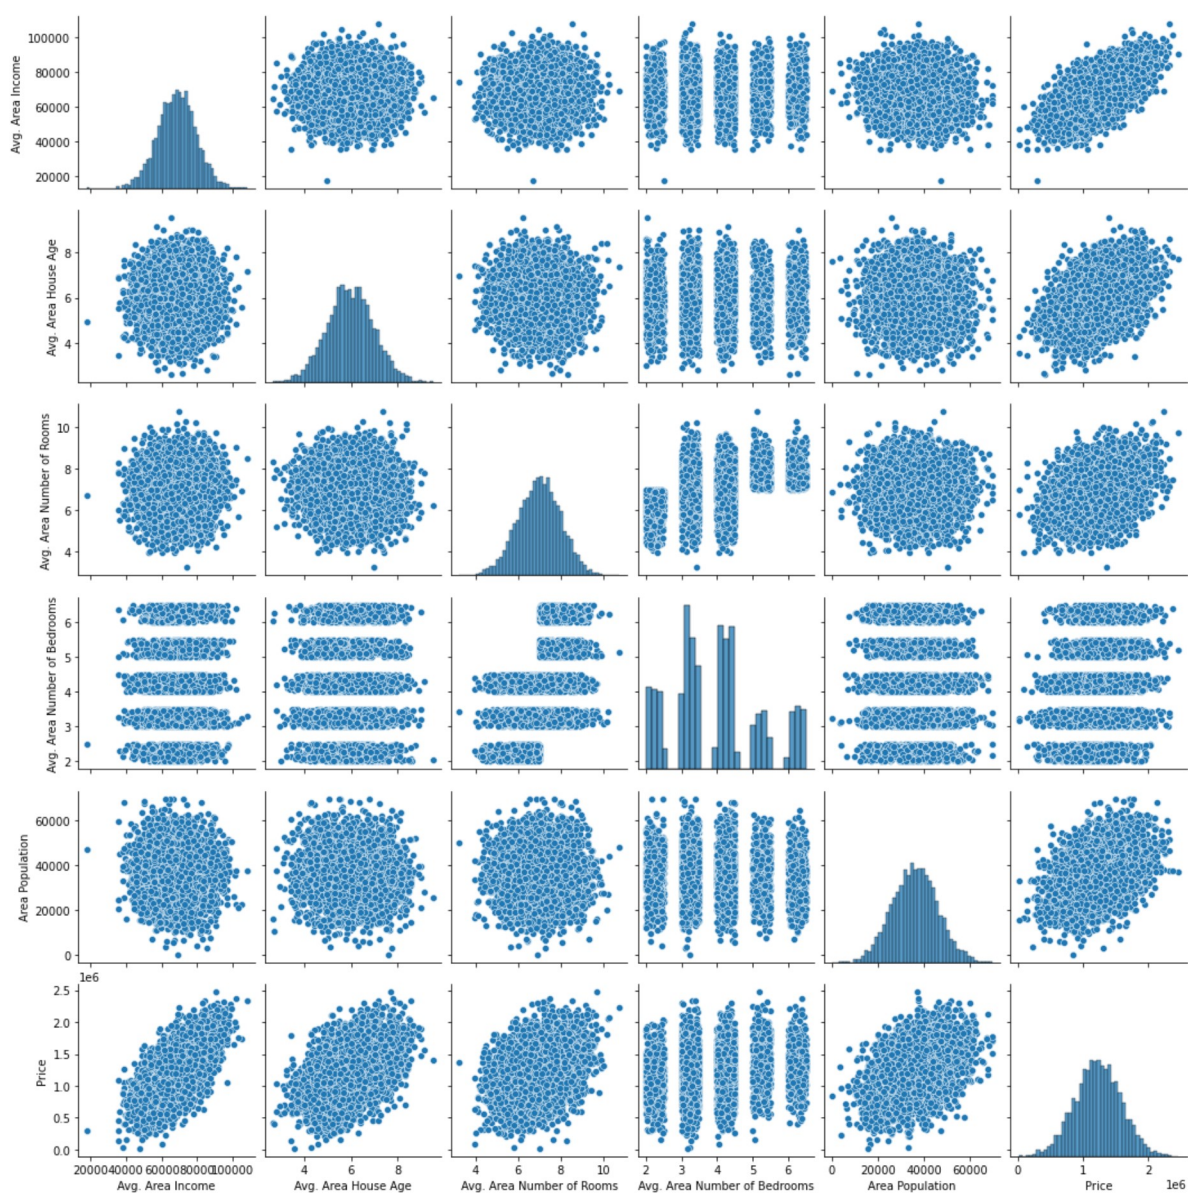 100000
80000
60000
40000
20000
Avg. Area Income
8
6
4
Avg. Area House Age
10
8
6
4
Avg. Area Number of Rooms
6
5
4
3
2
Avg. Area Number of Bedrooms
60000
40000
20000
0
Area Population
1e6
2.5
2.0
1.5
1.0
0.5
0.0
Price
20000 40000 60000 80000 100000
Avg. Area Income
4 6 8
Avg. Area House Age
4 6 8 10
Avg. Area Number of Rooms
2 3 4 5 6
Avg. Area Number of Bedrooms
0 20000 40000 60000
Area Population
0 1 2
1e6
Price